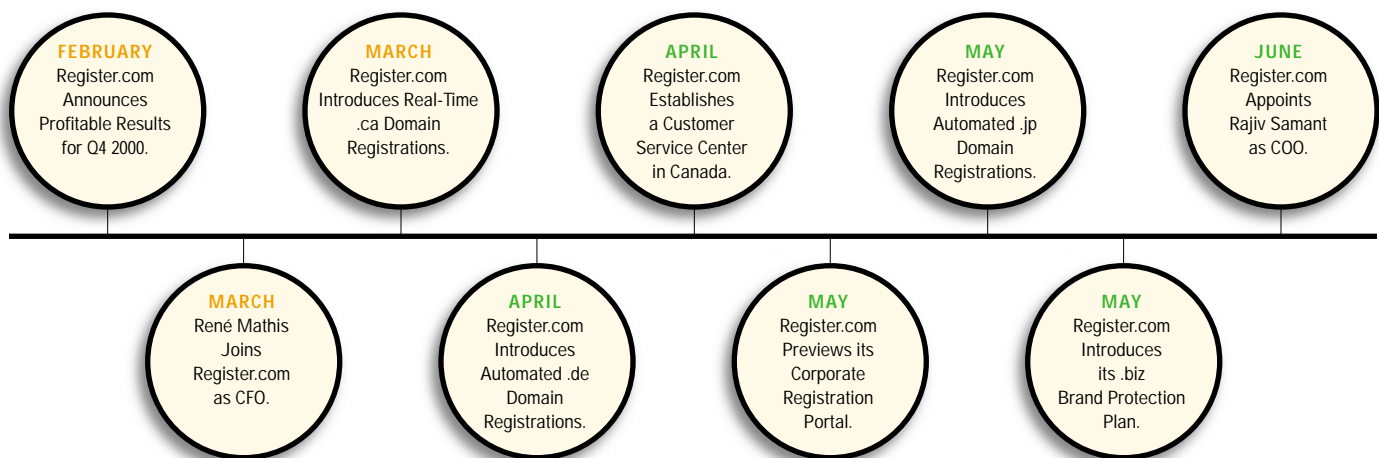 FEBRUARY
Register.com
Announces
Profitable Results
for Q4 2000.
MARCH
René Mathis
Joins
Register.com
as CFO.
MARCH
Register.com
Introduces Real-Time
.ca Domain
Registrations.
APRIL
Register.com
Introduces
Automated .de
Domain
Registrations.
APRIL
Register.com
Establishes
a Customer
Service Center
in Canada.
MAY
Register.com
Previews its
Corporate
Registration
Portal.
MAY
Register.com
Introduces
Automated .jp
Domain
Registrations.
MAY
Register.com
Introduces
its .biz
Brand Protection
Plan.
JUNE
Register.com
Appoints
Rajiv Samant
as COO.